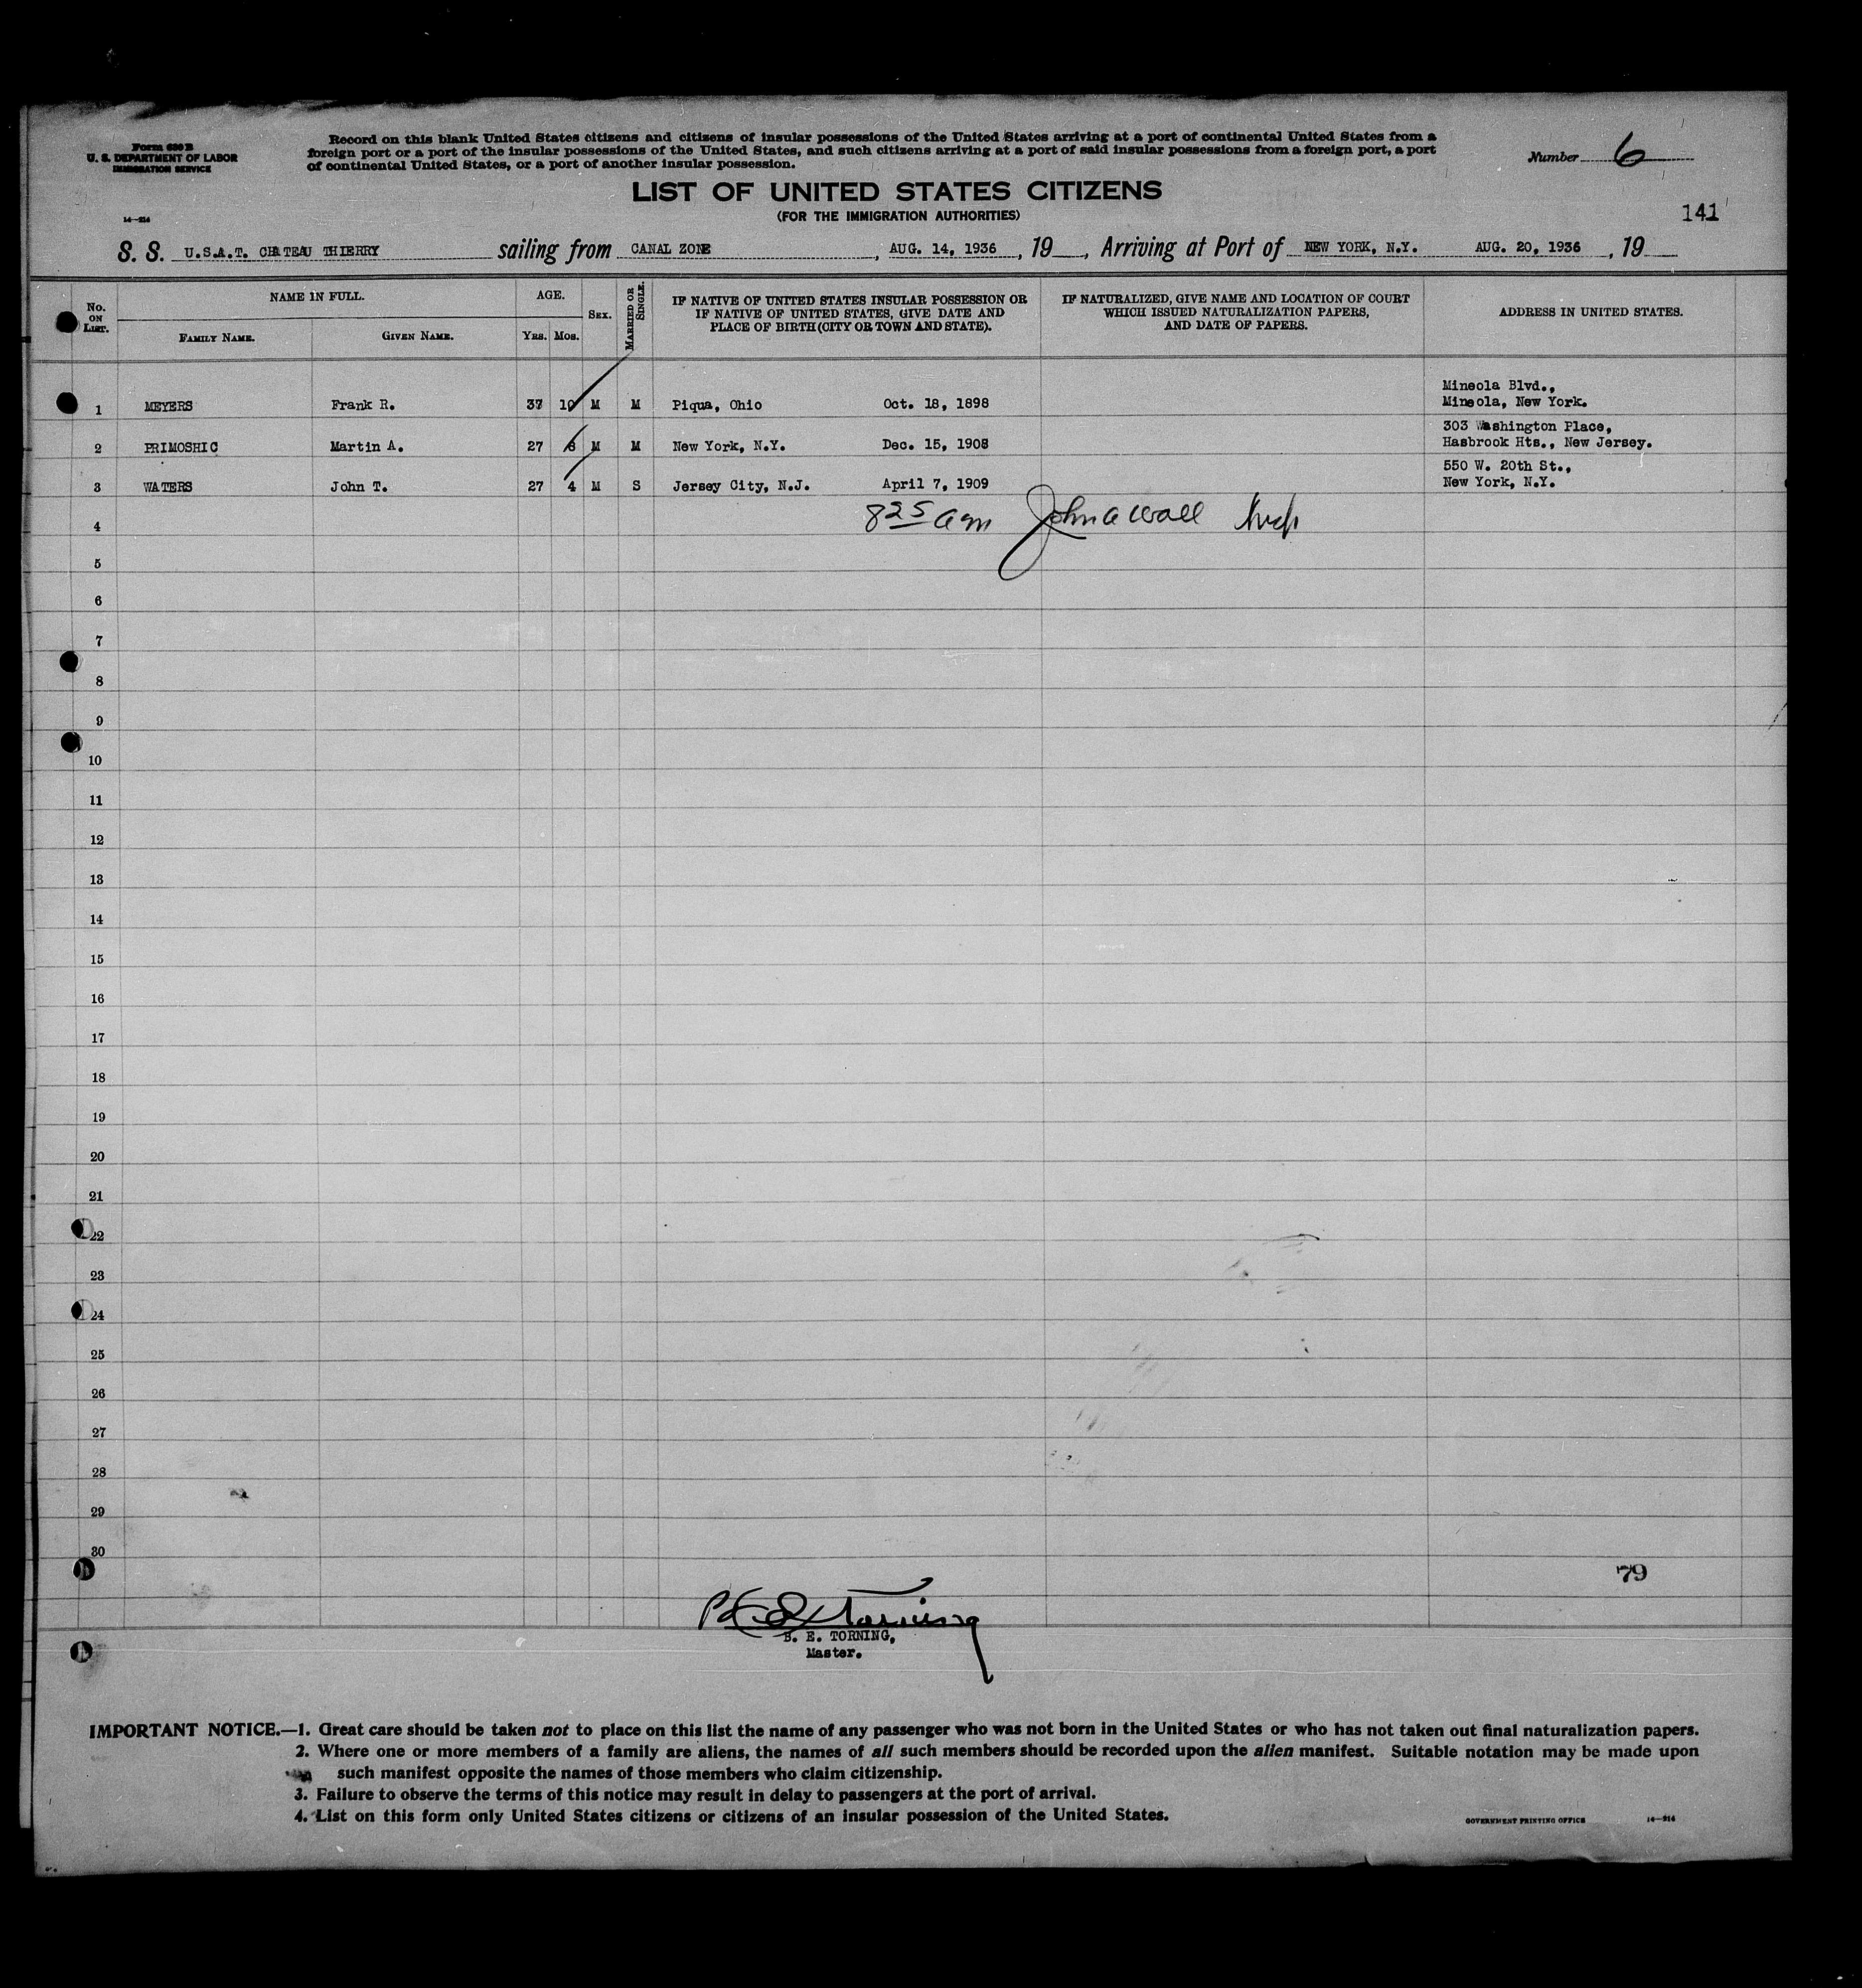 Form 630 B
U. S. DEPARTMENT OF LABOR
IMMIGRATION SERVICE
14—214
Record on this blank United States citizens and citizens of insular possessions of the United States arriving at a port of continental United States from a
foreign port or a port of the insular possessions of the United States, and such citizens arriving at a port of said insular possessions from a foreign port, a port
of continental United States, or a port of another insular possession.
Number 6
LIST OF UNITED STATES CITIZENS
(FOR THE IMMIGRATION AUTHORITIES)
141
S. S. U.S.A.T. CHATEAU THIERRY sailing from CANAL ZONE, AUG. 14, 1936, 19 , Arriving at Port of NEW YORK, N.Y. AUG. 20, 1936, 19
No. ON LIST.
NAME IN FULL.
FAMILY NAME. GIVEN NAME.
AGE.
YRS. MOS.
SEX.
MARRIED OR SINGLE.
IF NATIVE OF UNITED STATES INSULAR POSSESSION OR
IF NATIVE OF UNITED STATES, GIVE DATE AND
PLACE OF BIRTH (CITY OR TOWN AND STATE).
IF NATURALIZED, GIVE NAME AND LOCATION OF COURT
WHICH ISSUED NATURALIZATION PAPERS,
AND DATE OF PAPERS.
ADDRESS IN UNITED STATES.
Mineola Blvd.,
1 MEYERS Frank R. 37 10 M M Piqua, Ohio Oct. 18, 1898 Mineola, New York.
303 Washington Place,
2 PRIMOSHIC Martin A. 27 8 M M New York, N.Y. Dec. 15, 1908 Hasbrook Hts., New Jersey.
550 W. 20th St.,
3 WATERS John T. 27 4 M S Jersey City, N.J. April 7, 1909 New York, N.Y.
4 8 25 am John A Wall
5
6
7
8
9
10
11
12
13
14
15
16
17
18
19
20
21
22
23
24
25
26
27
28
29
30
79
B. E. Torning
B. E. TORNING,
Master.
IMPORTANT NOTICE.—1. Great care should be taken not to place on this list the name of any passenger who was not born in the United States or who has not taken out final naturalization papers.
2. Where one or more members of a family are aliens, the names of all such members should be recorded upon the alien manifest. Suitable notation may be made upon
such manifest opposite the names of those members who claim citizenship.
3. Failure to observe the terms of this notice may result in delay to passengers at the port of arrival.
4. List on this form only United States citizens or citizens of an insular possession of the United States.
GOVERNMENT PRINTING OFFICE 14—214